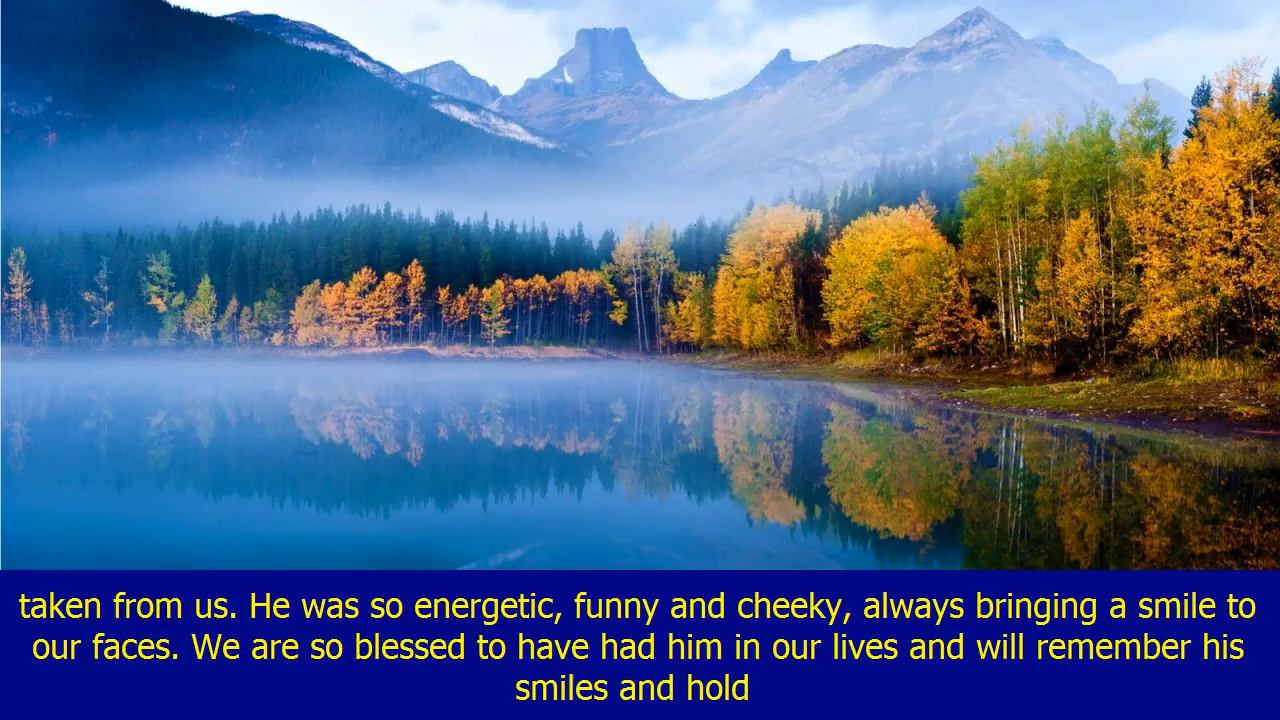 taken from us. He was so energetic, funny and cheeky, always bringing a smile to
our faces. We are so blessed to have had him in our lives and will remember his
smiles and hold